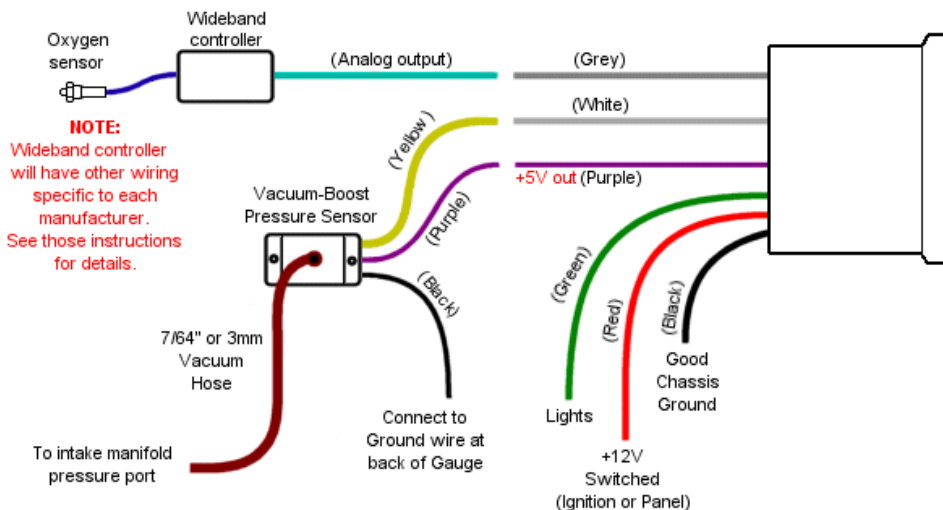 Oxygen
sensor
Wideband
controller
(Analog output)
(Grey)
(White)
NOTE:
Wideband controller
will have other wiring
specific to each
manufacturer.
See those instructions
for details.
(Yellow )
Vacuum-Boost
Pressure Sensor
(Purple)
+5V out (Purple)
(Black)
(Green)
(Red)
(Black)
7/64" or 3mm
Vacuum
Hose
Good
Chassis
Ground
Lights
Connect to
Ground wire at
back of Gauge
To intake manifold
pressure port
+12V
Switched
(Ignition or Panel)